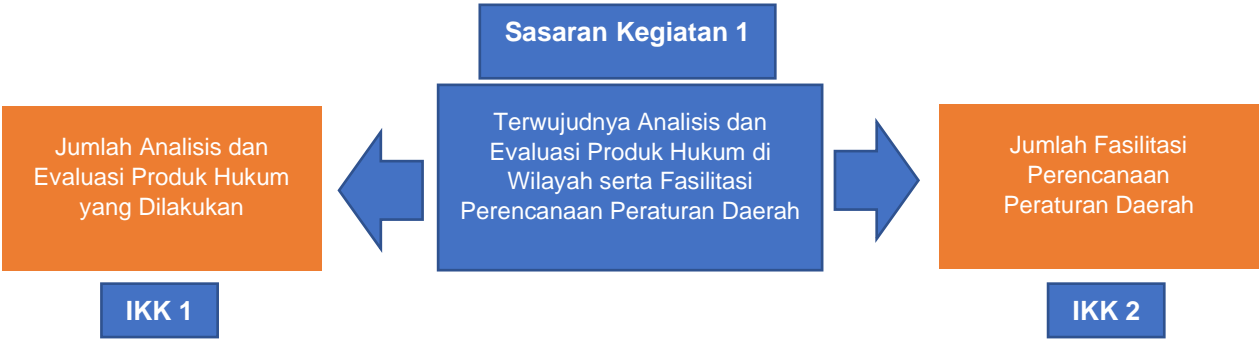 Sasaran Kegiatan 1
Terwujudnya Analisis dan
Evaluasi Produk Hukum di
Wilayah serta Fasilitasi
Perencanaan Peraturan Daerah
Jumlah Analisis dan
Evaluasi Produk Hukum
yang Dilakukan
IKK 1
Jumlah Fasilitasi
Perencanaan
Peraturan Daerah
IKK 2